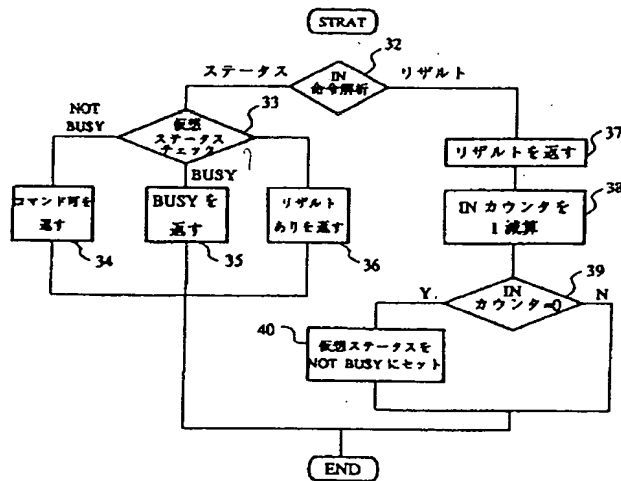 STRAT
32
ステータス
IN
命令解析
リザルト
NOT
BUSY
33
仮想
ステータス
チェック
BUSY
37
リザルトを返す
コマンド可を
返す
34
BUSYを
返す
35
リザルト
ありを返す
36
38
INカウンタを
1減算
39
Y
IN
カウンタ=0
N
40
仮想ステータスを
NOT BUSYにセット
END